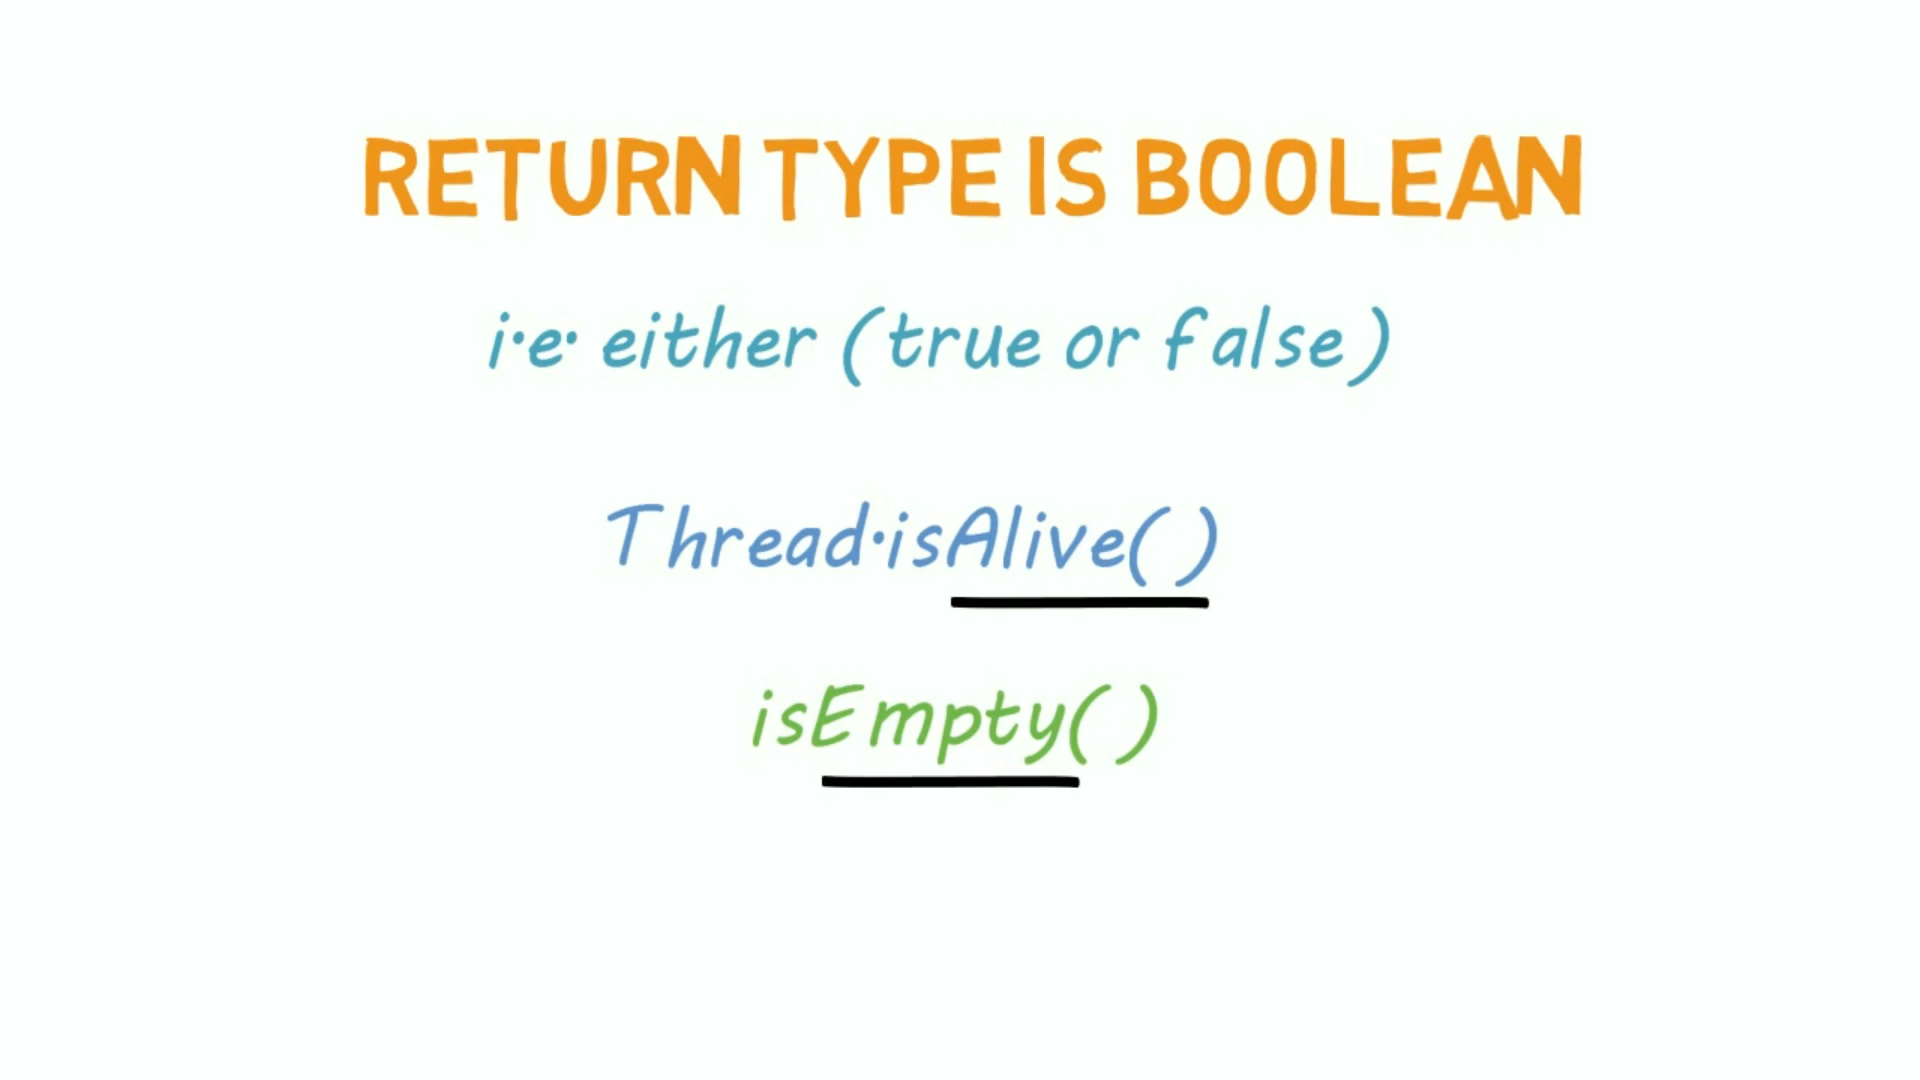 RETURN TYPE IS BOOLEAN
i.e. either (true or false)
Thread.isAlive( )
isEmpty( )